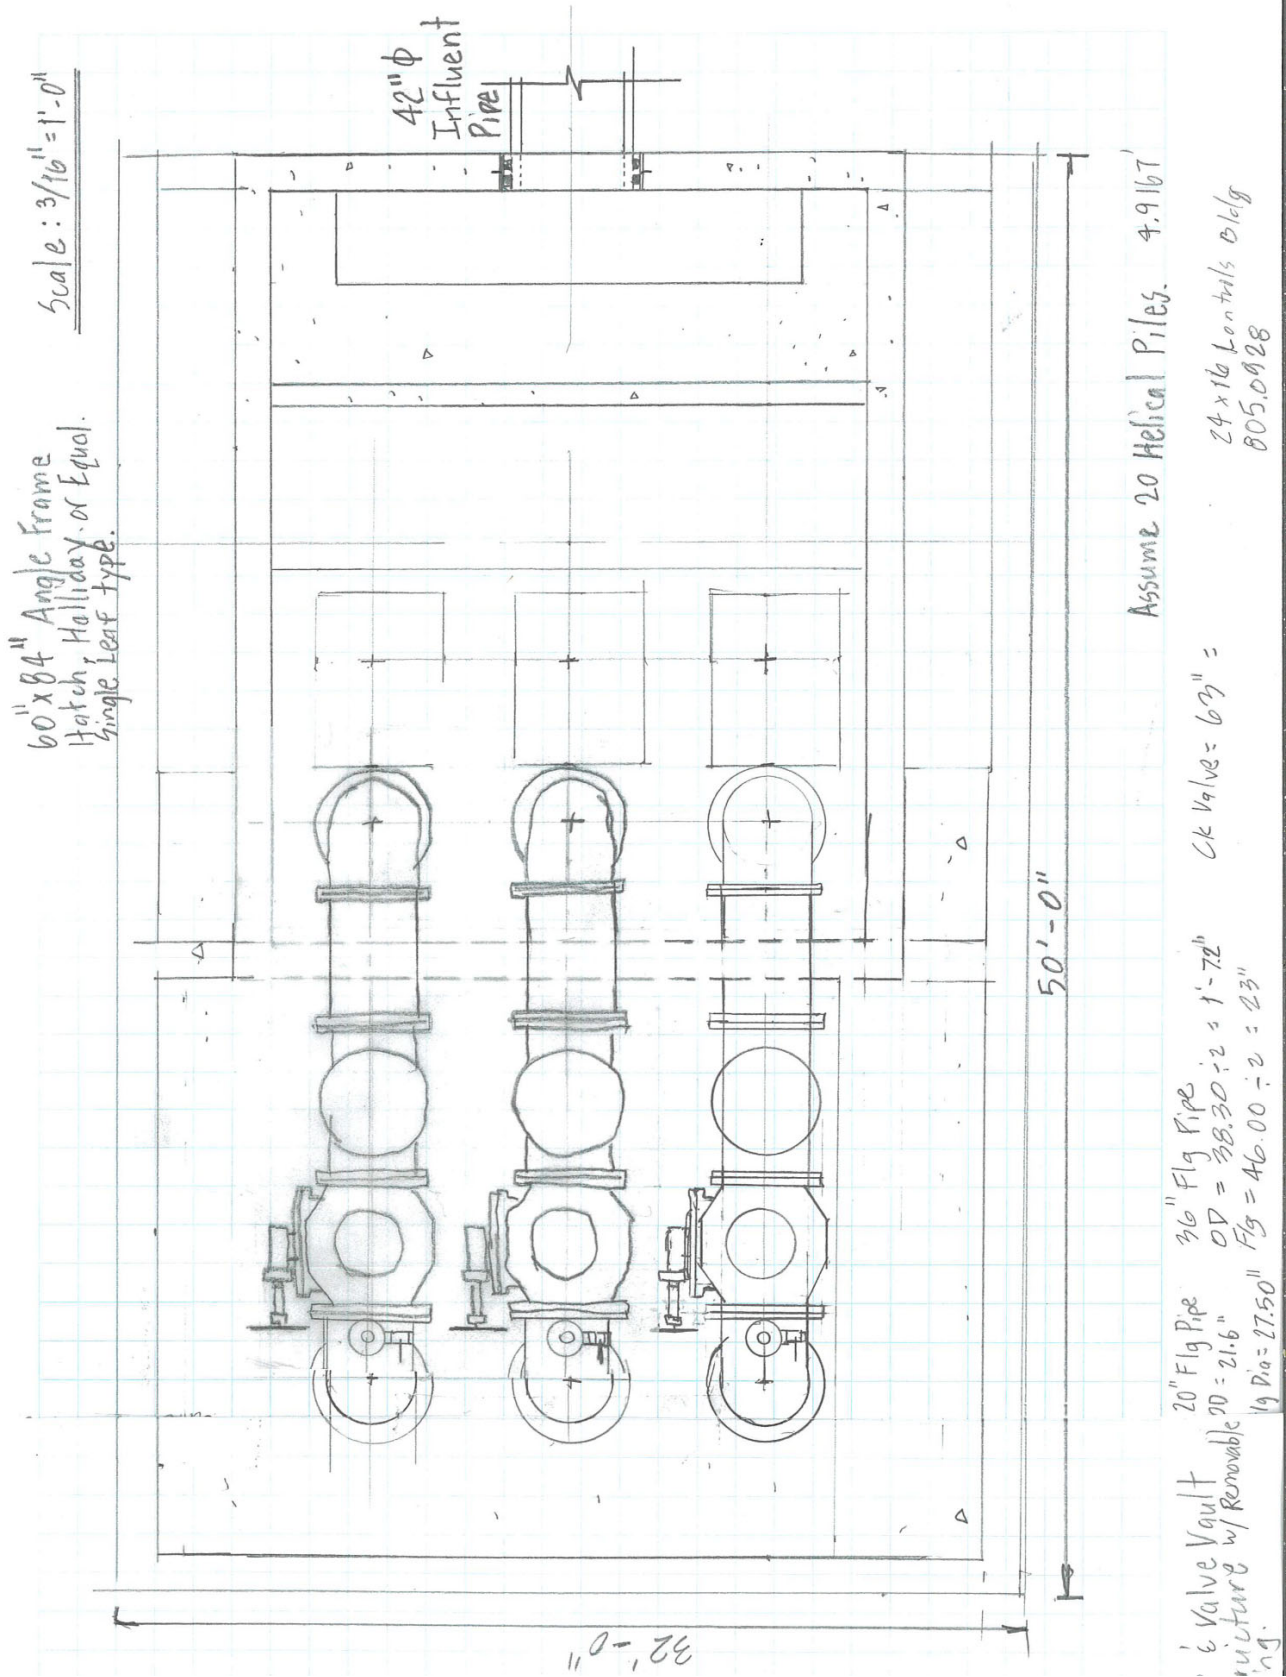 Scale : 3/16" = 1'-0"
60" x 84" Angle Frame
Hatch, Halliday or Equal.
Single Leaf type.
42" ϕ
Influent
Pipe
50'-0"
32'-0"
Assume 20 Helical Piles. 4.9167'
Ck Valve = 63" =
24 x 16 Controls Bldg
805.0928
36" Flg Pipe
OD = 38.30 ÷ 2 = 1'-7.2"
Flg = 46.00 ÷ 2 = 23"
20" Flg Pipe
OD = 21.6"
lg Dia = 27.50"
& Valve Vault
ructure w/ Removable
ing.